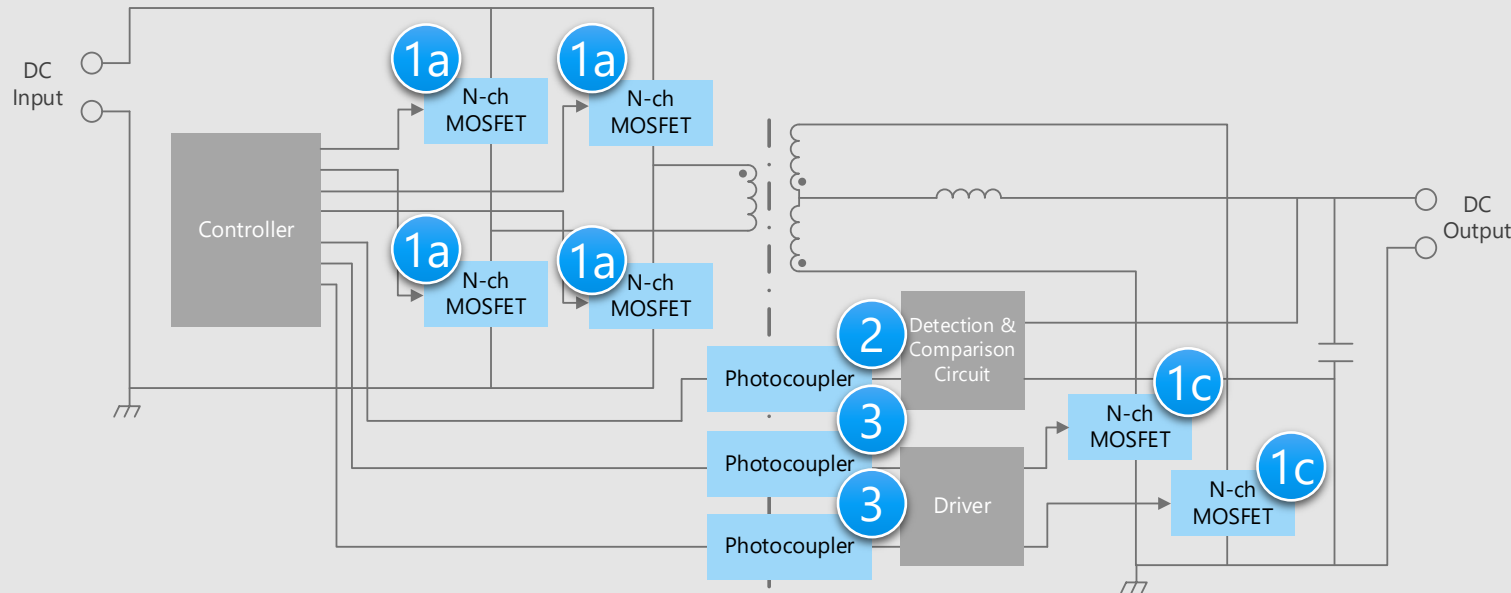 DC
Input
1a
N-ch
MOSFET
1a
N-ch
MOSFET
Controller
1a
N-ch
MOSFET
1a
N-ch
MOSFET
DC
Output
2
Detection &
Comparison
Circuit
Photocoupler
1c
N-ch
MOSFET
3
Photocoupler
1c
N-ch
MOSFET
3
Driver
Photocoupler